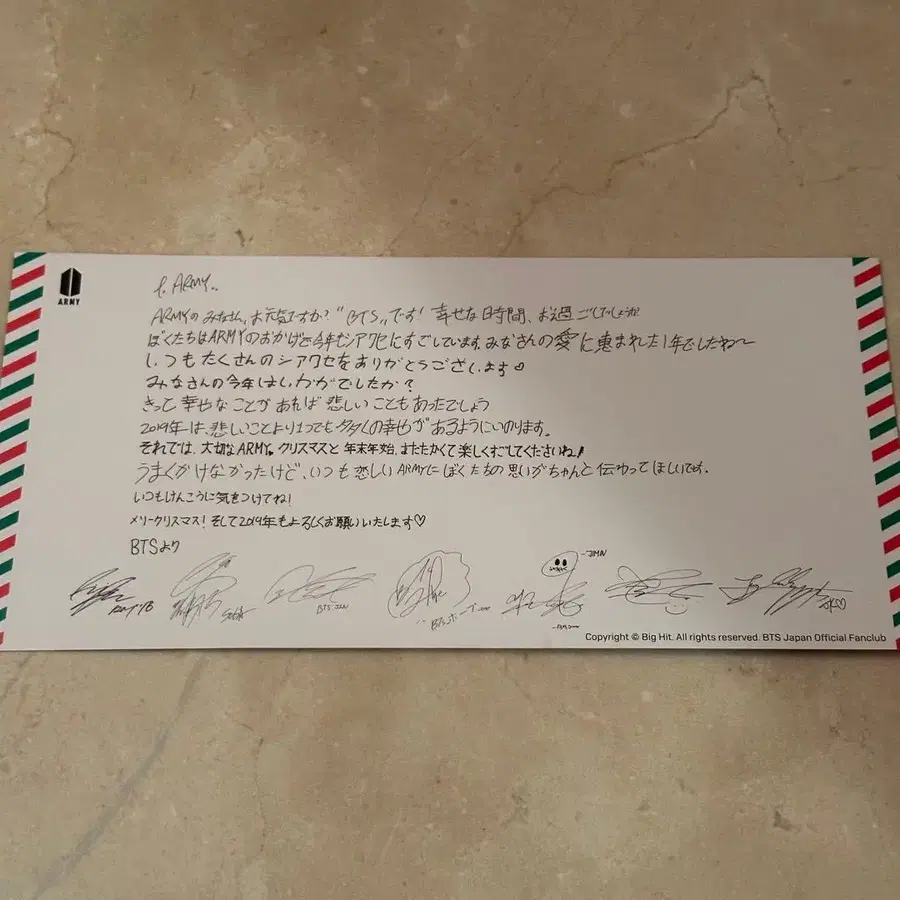 ARMY
to. ARMY..
ARMYのみなさん、お元気ですか? "BTS„です! 幸せな時間、お過ごしでしょうか
ぼくたちはARMYのおかげで今年もシアワセにすごしています。みなさんの愛に恵まれた1年でしたね〜
いつもたくさんのシアワセをありがとうございます♡
みなさんの今年はいかがでしたか?
きっと幸せなことがあれば悲しいこともあったでしょう
2019年は、悲しいことより1つでも多くの幸せがあるようにいのります。
それでは、大切なARMY。クリスマスと年末年始、またたかくて楽しくすごしてくださいね!
うまくかけなかったけど、いつも恋しいARMYにぼくたちの思いがちゃんと伝わってほしいです。
いつもけんこうに気をつけてね!
メリークリスマス! そして2019年もよろしくお願いいたします♡
BTSより
-JIMIN
BTS. JIN
JK♡
Copyright © Big Hit. All rights reserved. BTS Japan Official Fanclub